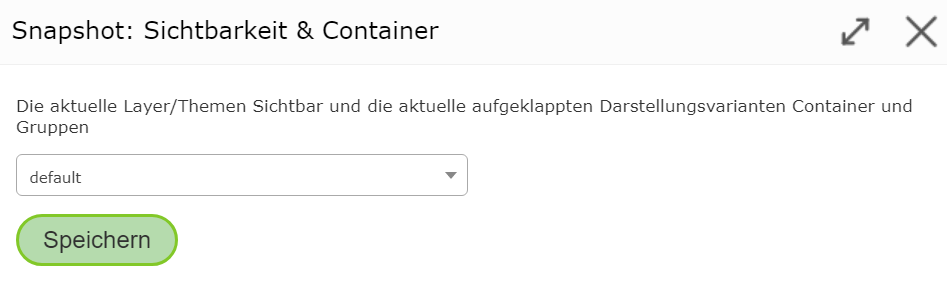 Snapshot: Sichtbarkeit & Container
Die aktuelle Layer/Themen Sichtbar und die aktuelle aufgeklappten Darstellungsvarianten Container und
Gruppen
default
Speichern